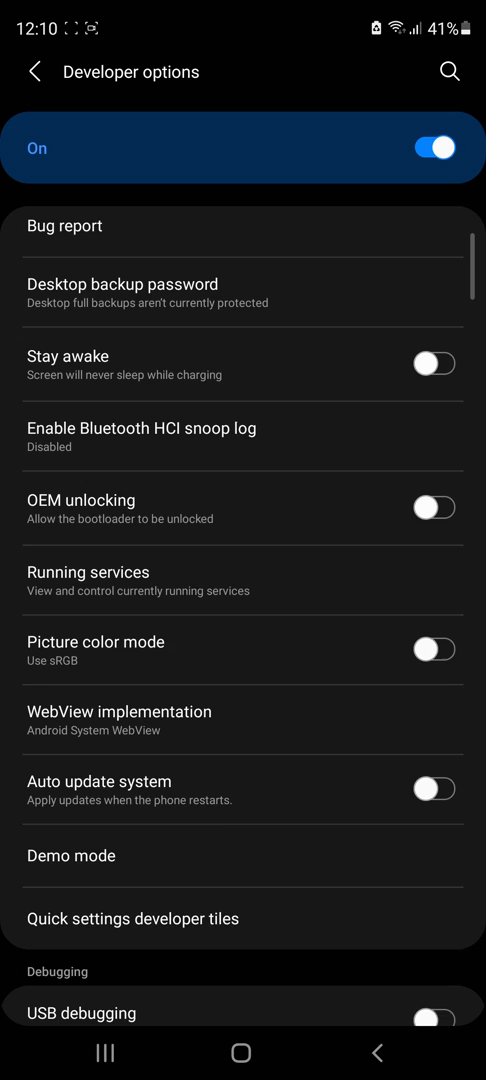 12:10 41%
Developer options
On
Bug report
Desktop backup password
Desktop full backups aren't currently protected
Stay awake
Screen will never sleep while charging
Enable Bluetooth HCI snoop log
Disabled
OEM unlocking
Allow the bootloader to be unlocked
Running services
View and control currently running services
Picture color mode
Use sRGB
WebView implementation
Android System WebView
Auto update system
Apply updates when the phone restarts.
Demo mode
Quick settings developer tiles
Debugging
USB debugging